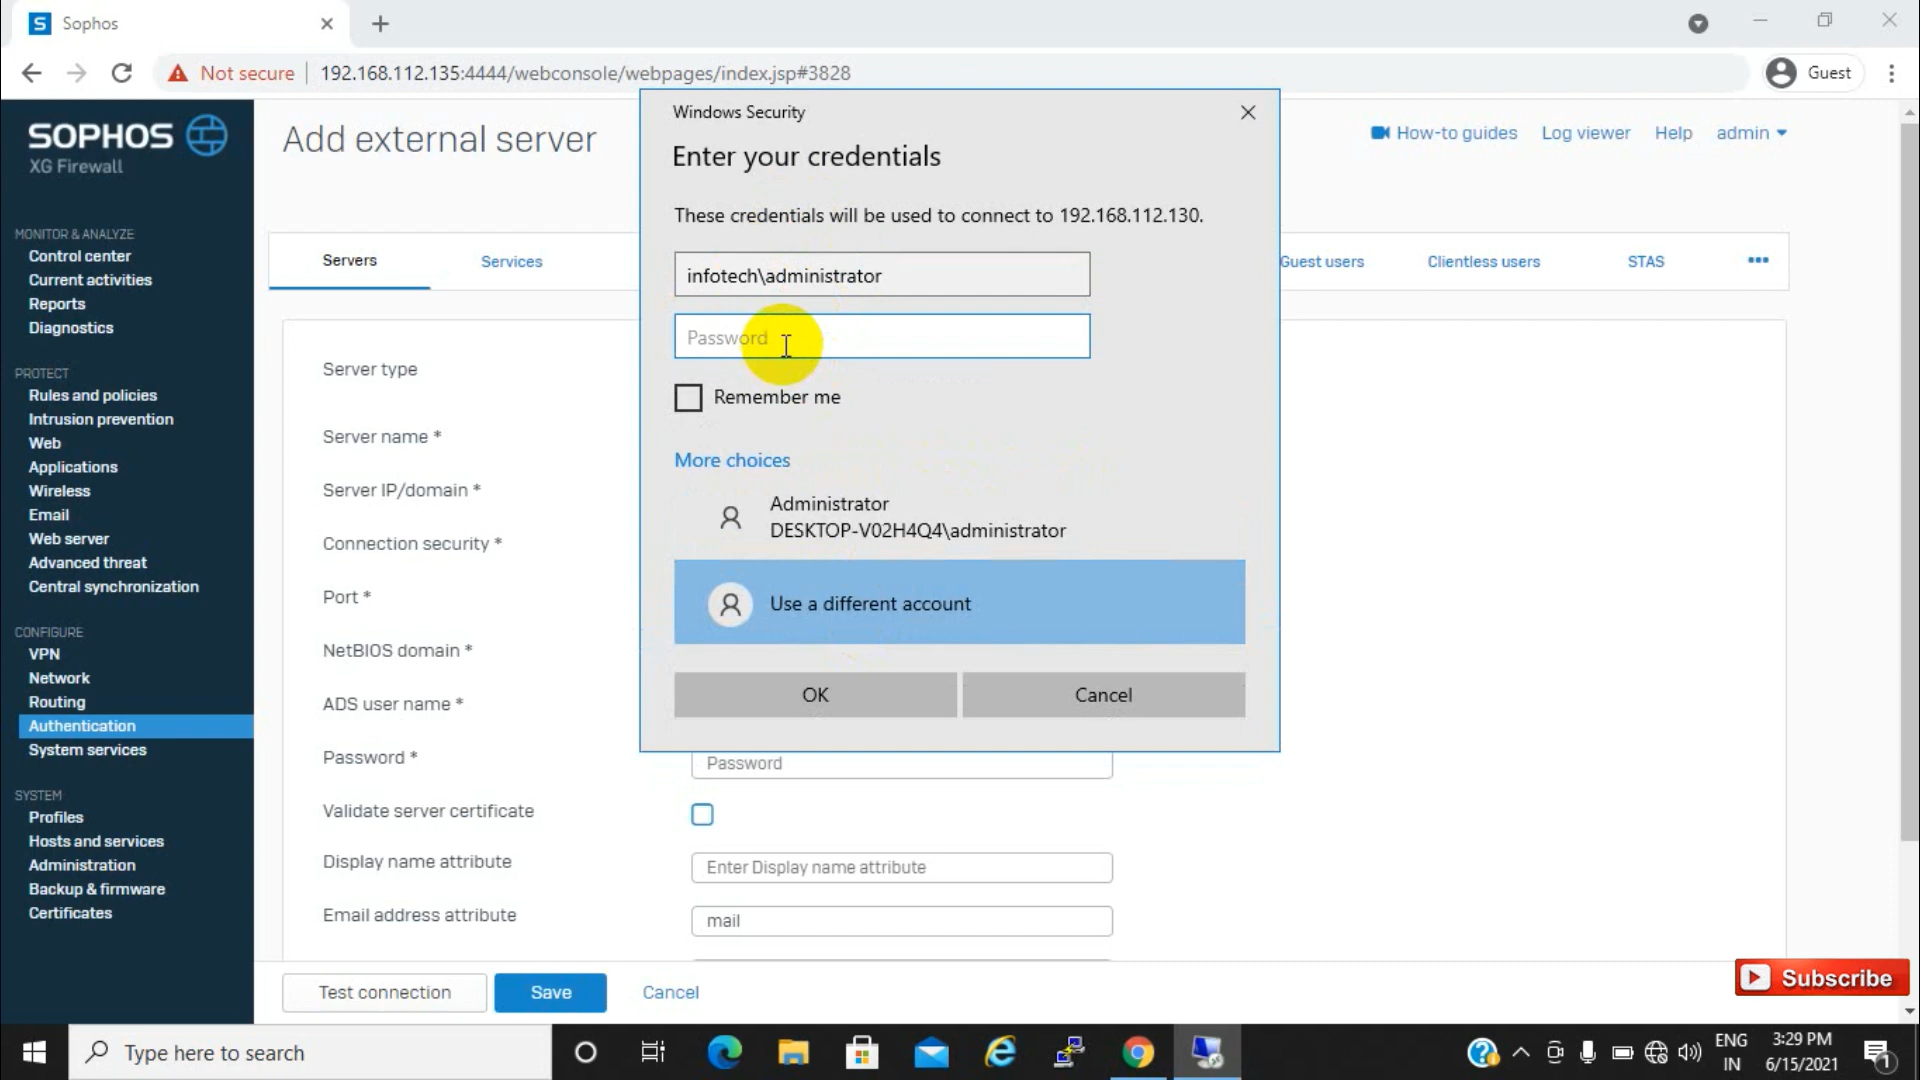 S Sophos
Not secure 192.168.112.135:4444/webconsole/webpages/index.jsp#3828
Guest
SOPHOS
XG Firewall
MONITOR & ANALYZE
Control center
Current activities
Reports
Diagnostics
PROTECT
Rules and policies
Intrusion prevention
Web
Applications
Wireless
Email
Web server
Advanced threat
Central synchronization
CONFIGURE
VPN
Network
Routing
Authentication
System services
SYSTEM
Profiles
Hosts and services
Administration
Backup & firmware
Certificates
Add external server
How-to guides Log viewer Help admin
Servers Services Guest users Clientless users STAS •••
Server type
Server name *
Server IP/domain *
Connection security *
Port *
NetBIOS domain *
ADS user name *
Password * Password
Validate server certificate
Display name attribute Enter Display name attribute
Email address attribute mail
Test connection Save Cancel
Windows Security
Enter your credentials
These credentials will be used to connect to 192.168.112.130.
infotech\administrator
Password
Remember me
More choices
Administrator
DESKTOP-V02H4Q4\administrator
Use a different account
OK Cancel
Subscribe
Type here to search
ENG
IN
3:29 PM
6/15/2021
1